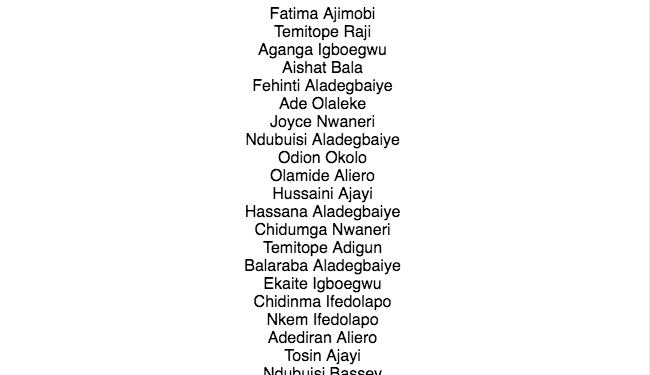 Fatima Ajimobi
Temitope Raji
Aganga Igboegwu
Aishat Bala
Fehinti Aladegbaiye
Ade Olaleke
Joyce Nwaneri
Ndubuisi Aladegbaiye
Odion Okolo
Olamide Aliero
Hussaini Ajayi
Hassana Aladegbaiye
Chidumga Nwaneri
Temitope Adigun
Balaraba Aladegbaiye
Ekaite Igboegwu
Chidinma Ifedolapo
Nkem Ifedolapo
Adediran Aliero
Tosin Ajayi
Ndubuisi Bassey